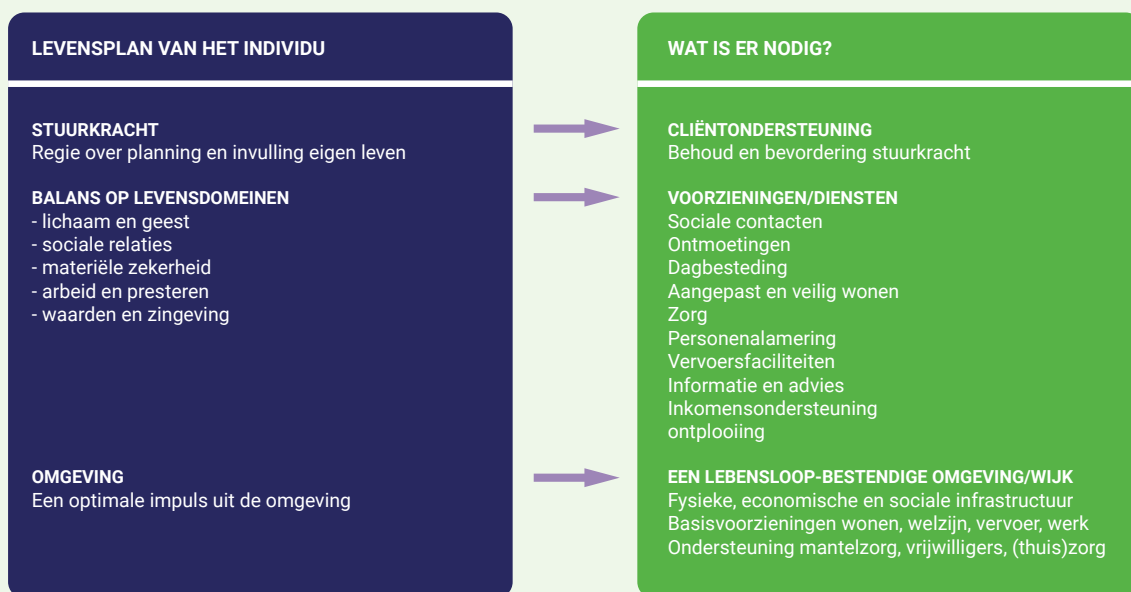 LEVENSPLAN VAN HET INDIVIDU
STUURKRACHT
Regie over planning en invulling eigen leven
BALANS OP LEVENSDOMEINEN
- lichaam en geest
- sociale relaties
- materiële zekerheid
- arbeid en presteren
- waarden en zingeving
OMGEVING
Een optimale impuls uit de omgeving
WAT IS ER NODIG?
CLIËNTONDERSTEUNING
Behoud en bevordering stuurkracht
VOORZIENINGEN/DIENSTEN
Sociale contacten
Ontmoetingen
Dagbesteding
Aangepast en veilig wonen
Zorg
Personenalamering
Vervoersfaciliteiten
Informatie en advies
Inkomensondersteuning
ontplooiing
EEN LEBENSLOOP-BESTENDIGE OMGEVING/WIJK
Fysieke, economische en sociale infrastructuur
Basisvoorzieningen wonen, welzijn, vervoer, werk
Ondersteuning mantelzorg, vrijwilligers, (thuis)zorg